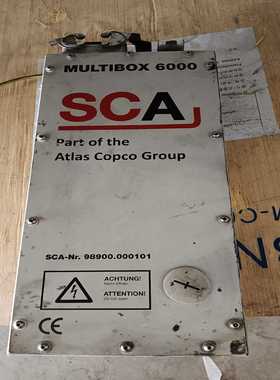 MULTIBOX 6000
SCA
Part of the
Atlas Copco Group
SCA-Nr. 98900.000101
ACHTUNG!
ATTENTION!
CE